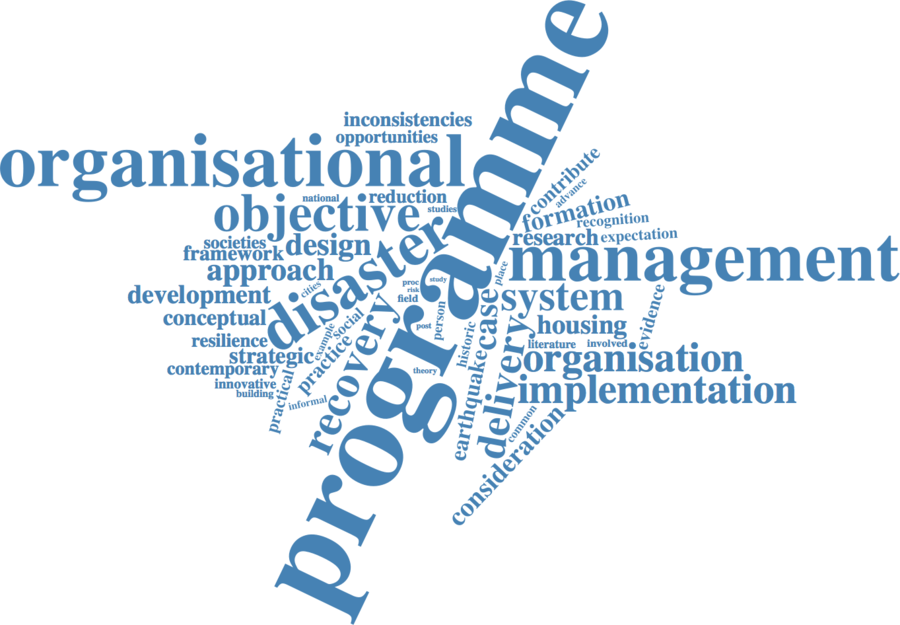 programme
inconsistencies
opportunities
organisational
national
reduction
objective
studies
societies
design
framework
disaster
approach
cities
development
conceptual
resilience
strategic
example
social
contemporary
practice
innovative
building
practical
informal
recovery
proc
risk
field
study
post
person
theory
contribute
advance
formation
recognition
research
expectation
management
place
system
case
evidence
housing
historic
literature
involved
organisation
earthquake
delivery
implementation
common
consideration